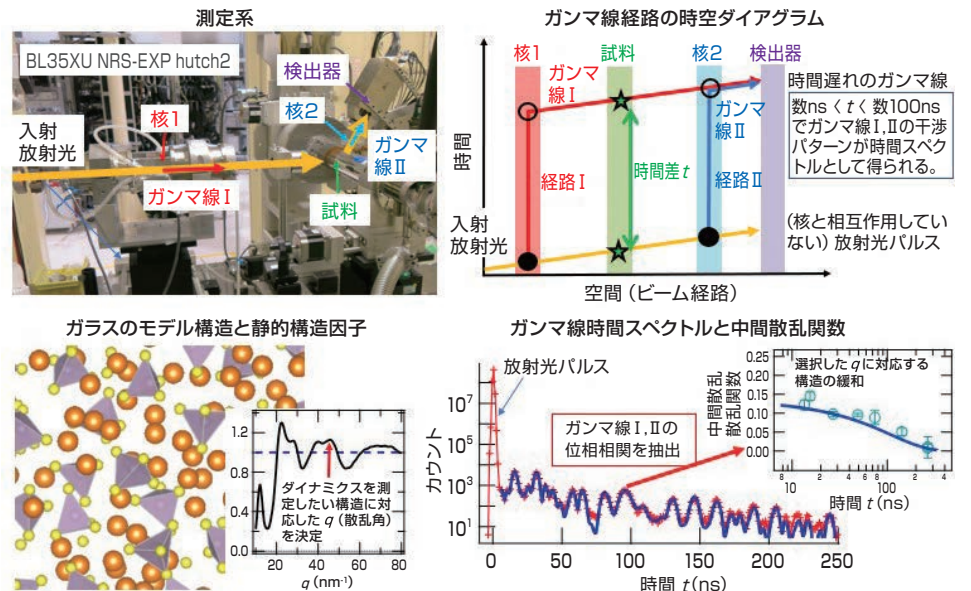 測定系
BL35XU NRS-EXP hutch2
検出器
核1
核2
入射
放射光
ガンマ
線Ⅱ
ガンマ線Ⅰ
試料
ガンマ線経路の時空ダイアグラム
核1
試料
核2
検出器
ガンマ
線Ⅰ
時間遅れのガンマ線
ガンマ
線Ⅱ
数ns < t < 数100ns
でガンマ線Ⅰ,Ⅱの干渉
パターンが時間スペク
トルとして得られる。
時間
経路Ⅰ
時間差t
経路Ⅱ
入射
放射光
(核と相互作用してい
ない) 放射光パルス
空間 (ビーム経路)
ガラスのモデル構造と静的構造因子
1.2
0.8
0.4
0.0
ダイナミクスを測
定したい構造に対
応した q (散乱角)
を決定
0 20 40 60 80
q (nm⁻¹)
ガンマ線時間スペクトルと中間散乱関数
放射光パルス
カウント
10⁷
10⁵
10³
10¹
ガンマ線Ⅰ,Ⅱの
位相相関を抽出
0 50 100 150 200 250
時間 t(ns)
中間散乱
散乱関数
0.25
0.20
0.15
0.10
0.05
0.00
選択した q に対応する
構造の緩和
8 10 2 4 6 100 2 4
時間 t (ns)